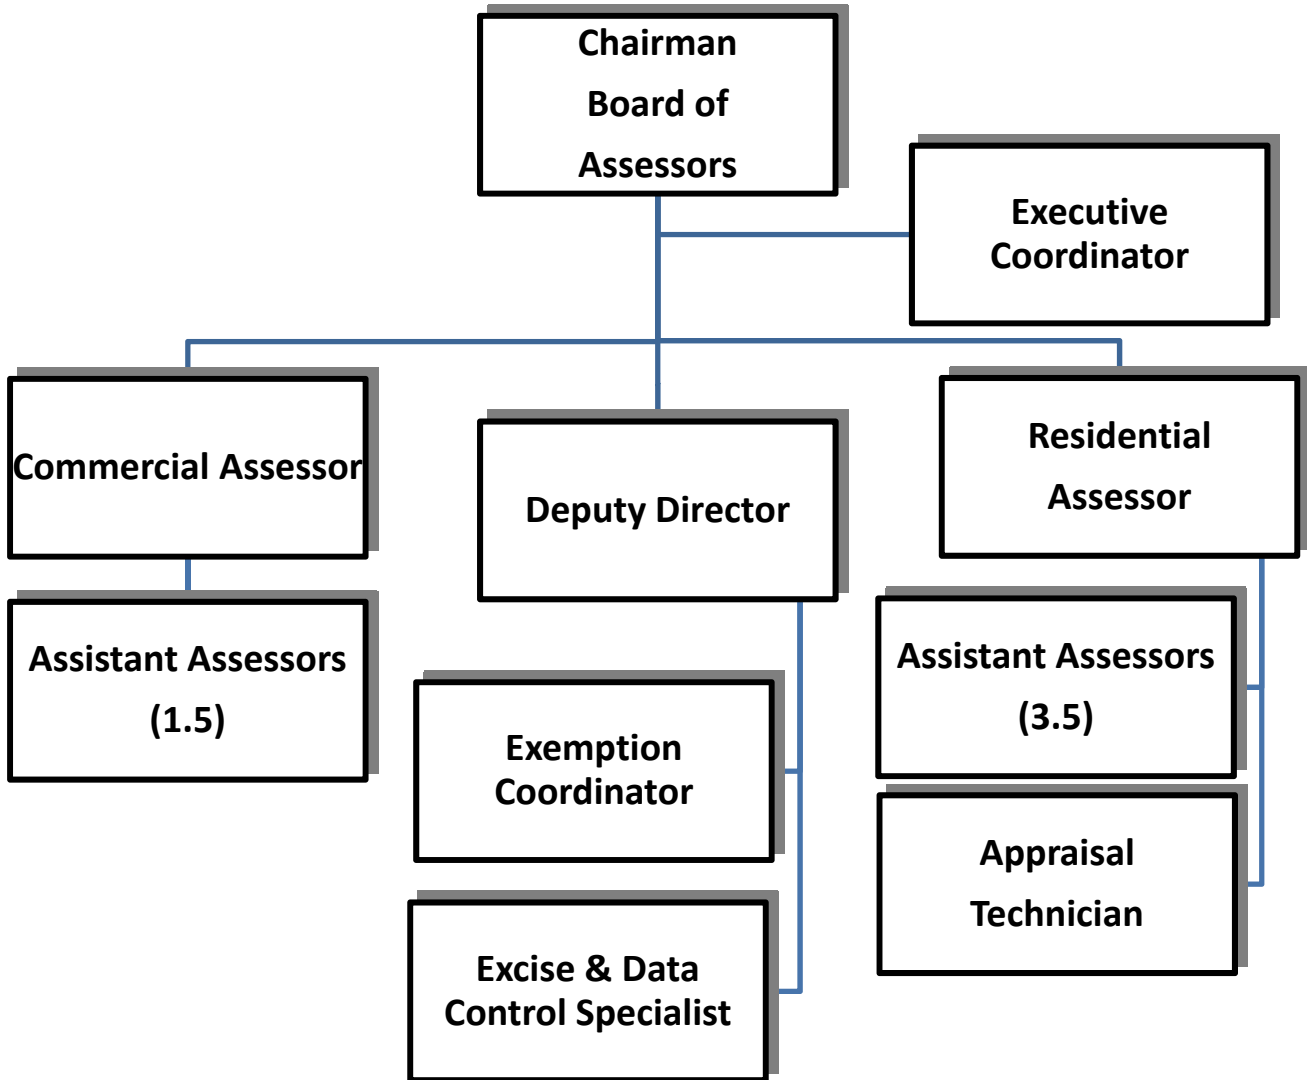 Chairman
Board of
Assessors
Executive
Coordinator
Commercial Assessor
Deputy Director
Residential
Assessor
Assistant Assessors
(1.5)
Exemption
Coordinator
Excise & Data
Control Specialist
Assistant Assessors
(3.5)
Appraisal
Technician